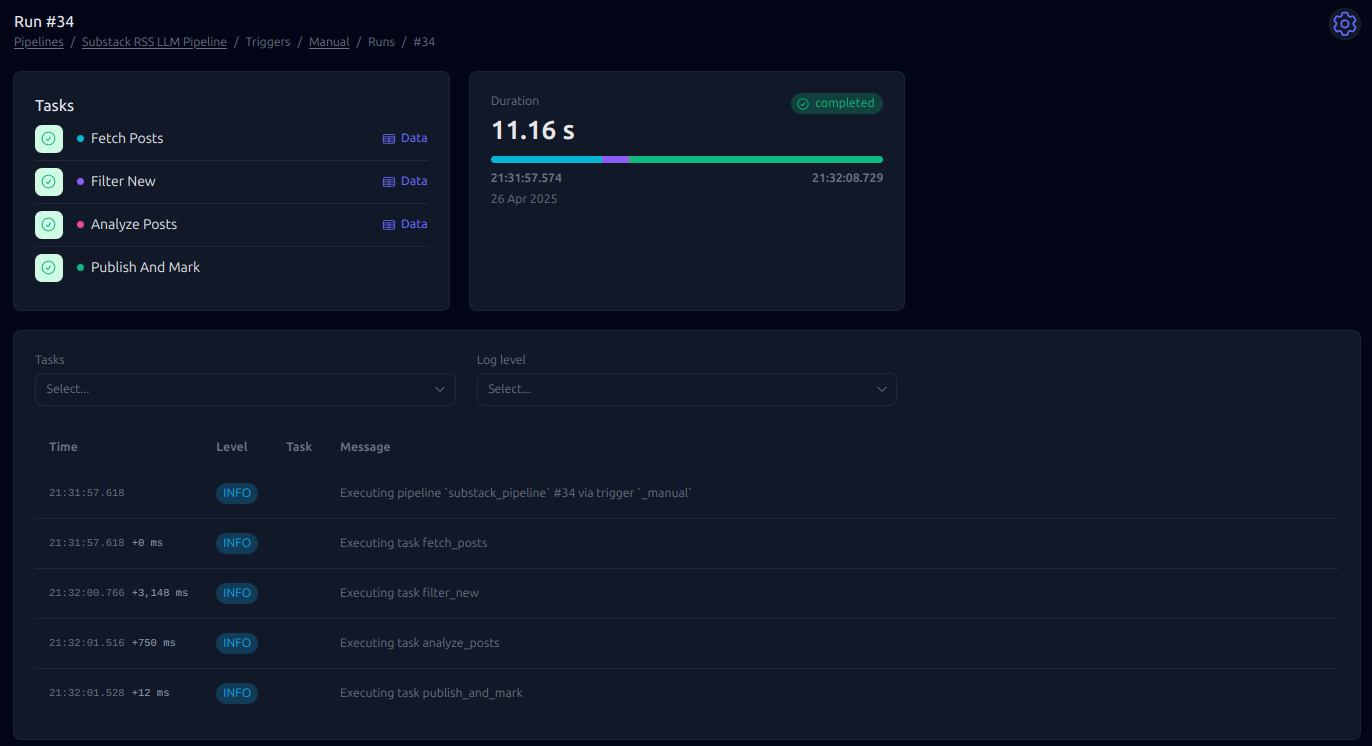 Run #34
Pipelines / Substack RSS LLM Pipeline / Triggers / Manual / Runs / #34
Tasks
Fetch Posts Data
Filter New Data
Analyze Posts Data
Publish And Mark
Duration completed
11.16 s
21:31:57.574 21:32:08.729
26 Apr 2025
Tasks Log level
Select... Select...
Time Level Task Message
21:31:57.618 INFO Executing pipeline `substack_pipeline` #34 via trigger `_manual`
21:31:57.618 +0 ms INFO Executing task fetch_posts
21:32:00.766 +3,148 ms INFO Executing task filter_new
21:32:01.516 +750 ms INFO Executing task analyze_posts
21:32:01.528 +12 ms INFO Executing task publish_and_mark